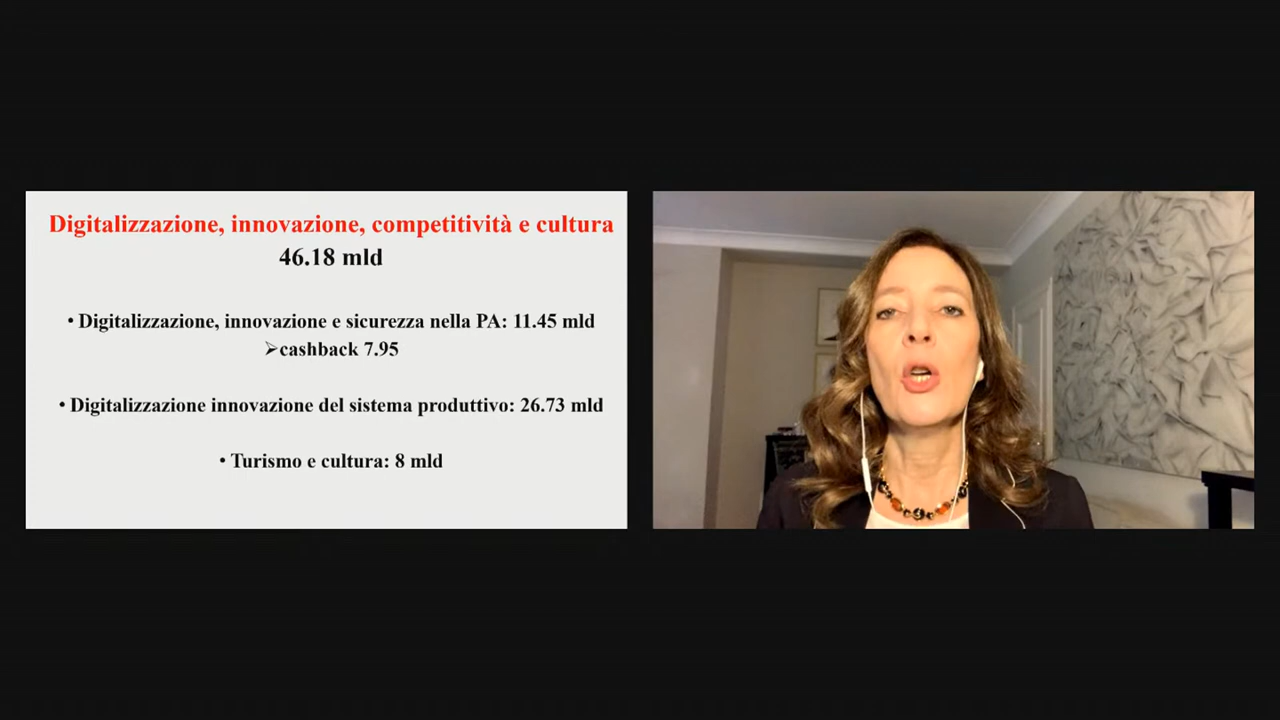 Digitalizzazione, innovazione, competitività e cultura
46.18 mld
• Digitalizzazione, innovazione e sicurezza nella PA: 11.45 mld
➢cashback 7.95
• Digitalizzazione innovazione del sistema produttivo: 26.73 mld
• Turismo e cultura: 8 mld